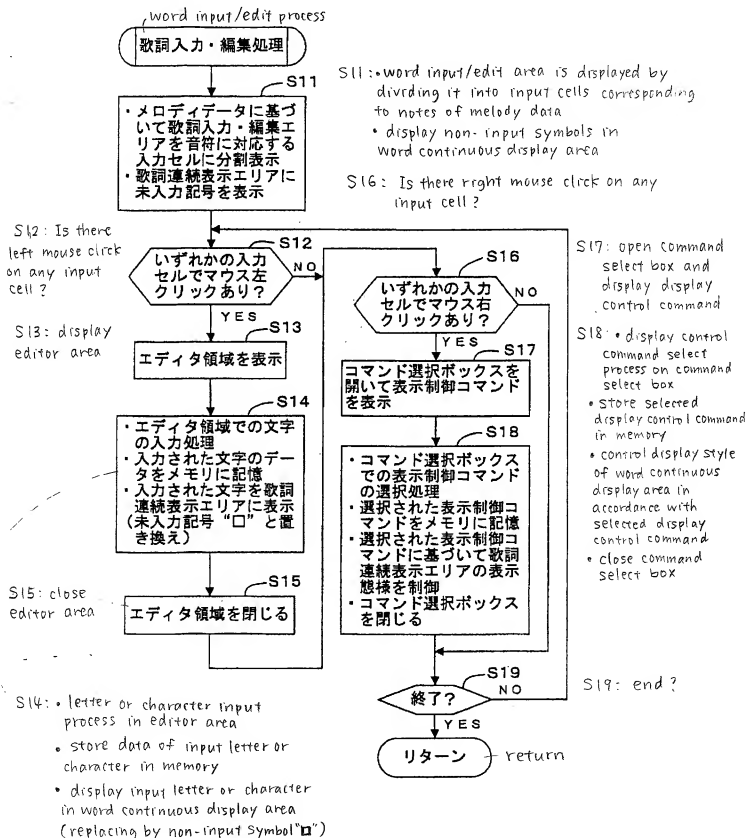 word input/edit process
歌詞入力・編集処理
S11
・メロディデータに基づ
いて歌詞入力・編集エ
リアを音符に対応する
入力セルに分割表示
・歌詞連続表示エリアに
未入力記号を表示
S11:・word input/edit area is displayed by
dividing it into input cells corresponding
to notes of melody data
・display non-input symbols in
word continuous display area
S16: Is there right mouse click on any
input cell?
S12: Is there
left mouse click
on any input
cell?
S12
いずれかの入力
セルでマウス左
クリックあり?
NO
YES
S13: display
editor area
S13
エディタ領域を表示
S14
・エディタ領域での文字
の入力処理
・入力された文字のデー
タをメモリに記憶
・入力された文字を歌詞
連続表示エリアに表示
(未入力記号“□”と置
き換え)
S15: close
editor area
S15
エディタ領域を閉じる
S16
いずれかの入力
セルでマウス右
クリックあり?
NO
YES
S17
コマンド選択ボックスを
開いて表示制御コマンド
を表示
S18
・コマンド選択ボックス
での表示制御コマンド
の選択処理
・選択された表示制御コ
マンドをメモリに記憶
・選択された表示制御コ
マンドに基づいて歌詞
連続表示エリアの表示
態様を制御
・コマンド選択ボックス
を閉じる
S17: open command
select box and
display display
control command
S18:・display control
command select
process on command
select box
・store selected
display control command
in memory
・control display style
of word continuous
display area in
accordance with
selected display
control command
・close command
select box
S19
終了?
NO
YES
S19: end?
リターン
return
S14:・letter or character input
process in editor area
・store data of input letter or
character in memory
・display input letter or character
in word continuous display area
(replacing by non-input symbol"□")